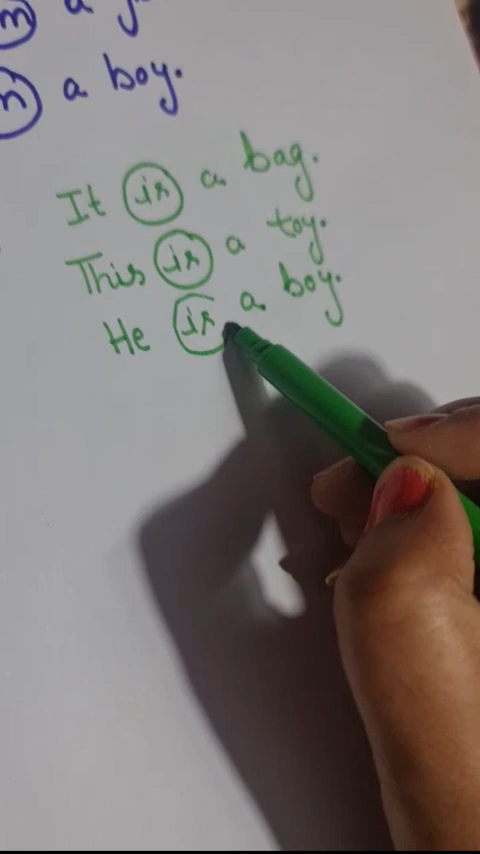 a
a boy.
It is a bag.
This is a toy.
He is a boy.